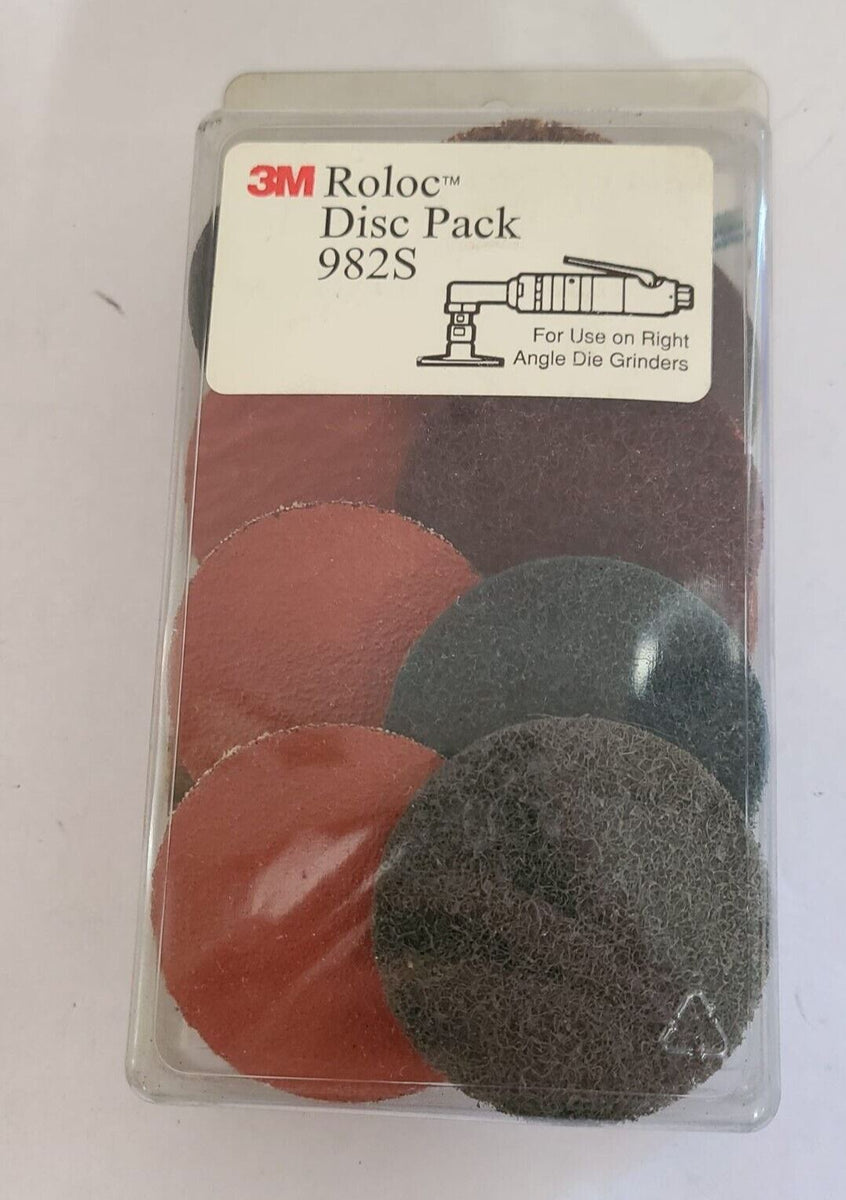 3M Roloc™
Disc Pack
982S
For Use on Right
Angle Die Grinders